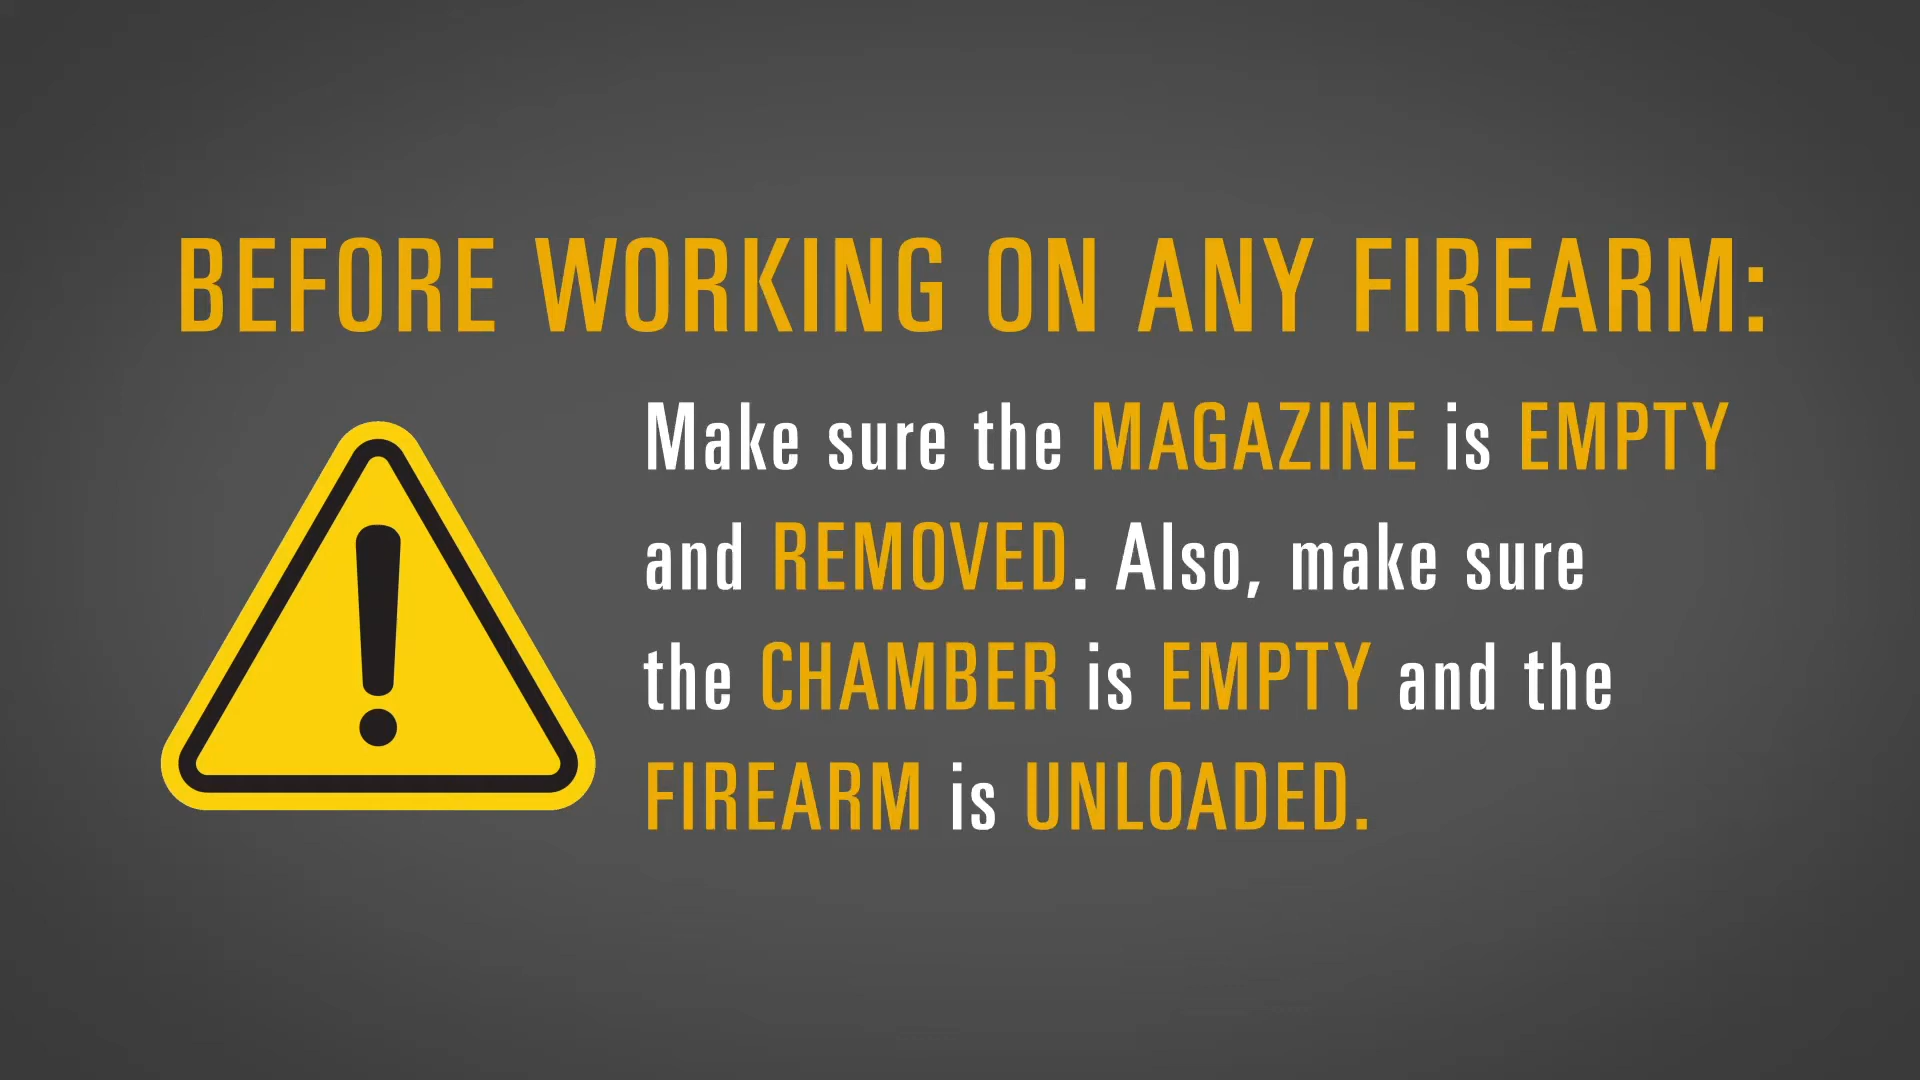 BEFORE WORKING ON ANY FIREARM:
Make sure the MAGAZINE is EMPTY
and REMOVED. Also, make sure
the CHAMBER is EMPTY and the
FIREARM is UNLOADED.